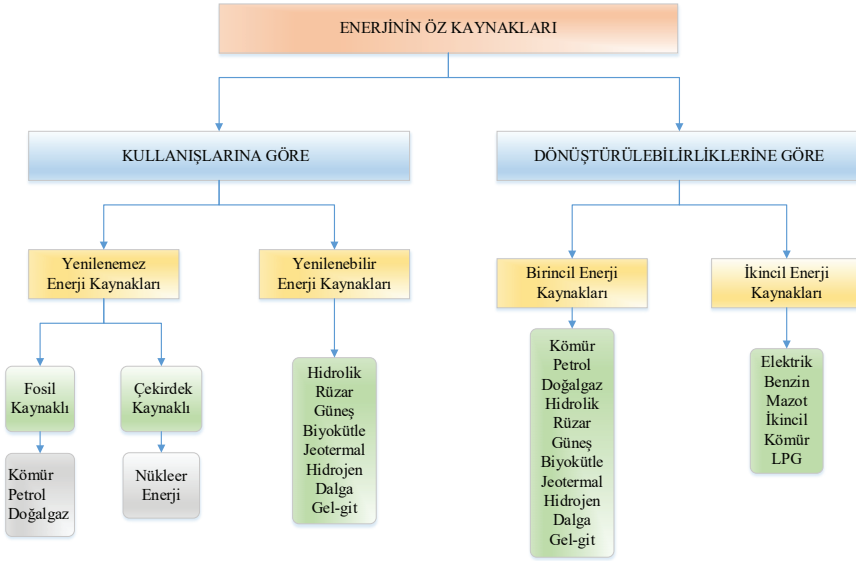 ENERJİNİN ÖZ KAYNAKLARI
KULLANIŞLARINA GÖRE
DÖNÜŞTÜRÜLEBİLİRLİKLERİNE GÖRE
Yenilenemez
Enerji Kaynakları
Yenilenebilir
Enerji Kaynakları
Birincil Enerji
Kaynakları
İkincil Enerji
Kaynakları
Fosil
Kaynaklı
Çekirdek
Kaynaklı
Kömür
Petrol
Doğalgaz
Nükleer
Enerji
Hidrolik
Rüzar
Güneş
Biyokütle
Jeotermal
Hidrojen
Dalga
Gel-git
Kömür
Petrol
Doğalgaz
Hidrolik
Rüzar
Güneş
Biyokütle
Jeotermal
Hidrojen
Dalga
Gel-git
Elektrik
Benzin
Mazot
İkincil
Kömür
LPG